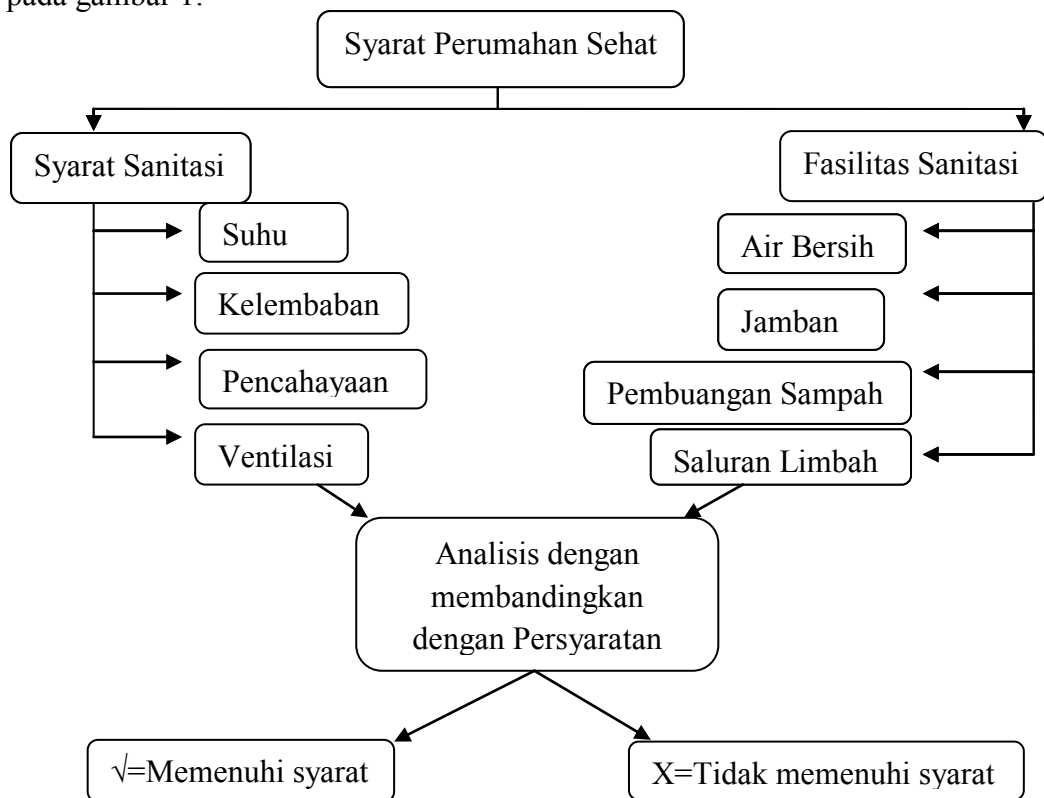 pada gambar 1.
Syarat Perumahan Sehat
Syarat Sanitasi
Fasilitas Sanitasi
Suhu
Kelembaban
Pencahayaan
Ventilasi
Air Bersih
Jamban
Pembuangan Sampah
Saluran Limbah
Analisis dengan
membandingkan
dengan Persyaratan
√=Memenuhi syarat
X=Tidak memenuhi syarat